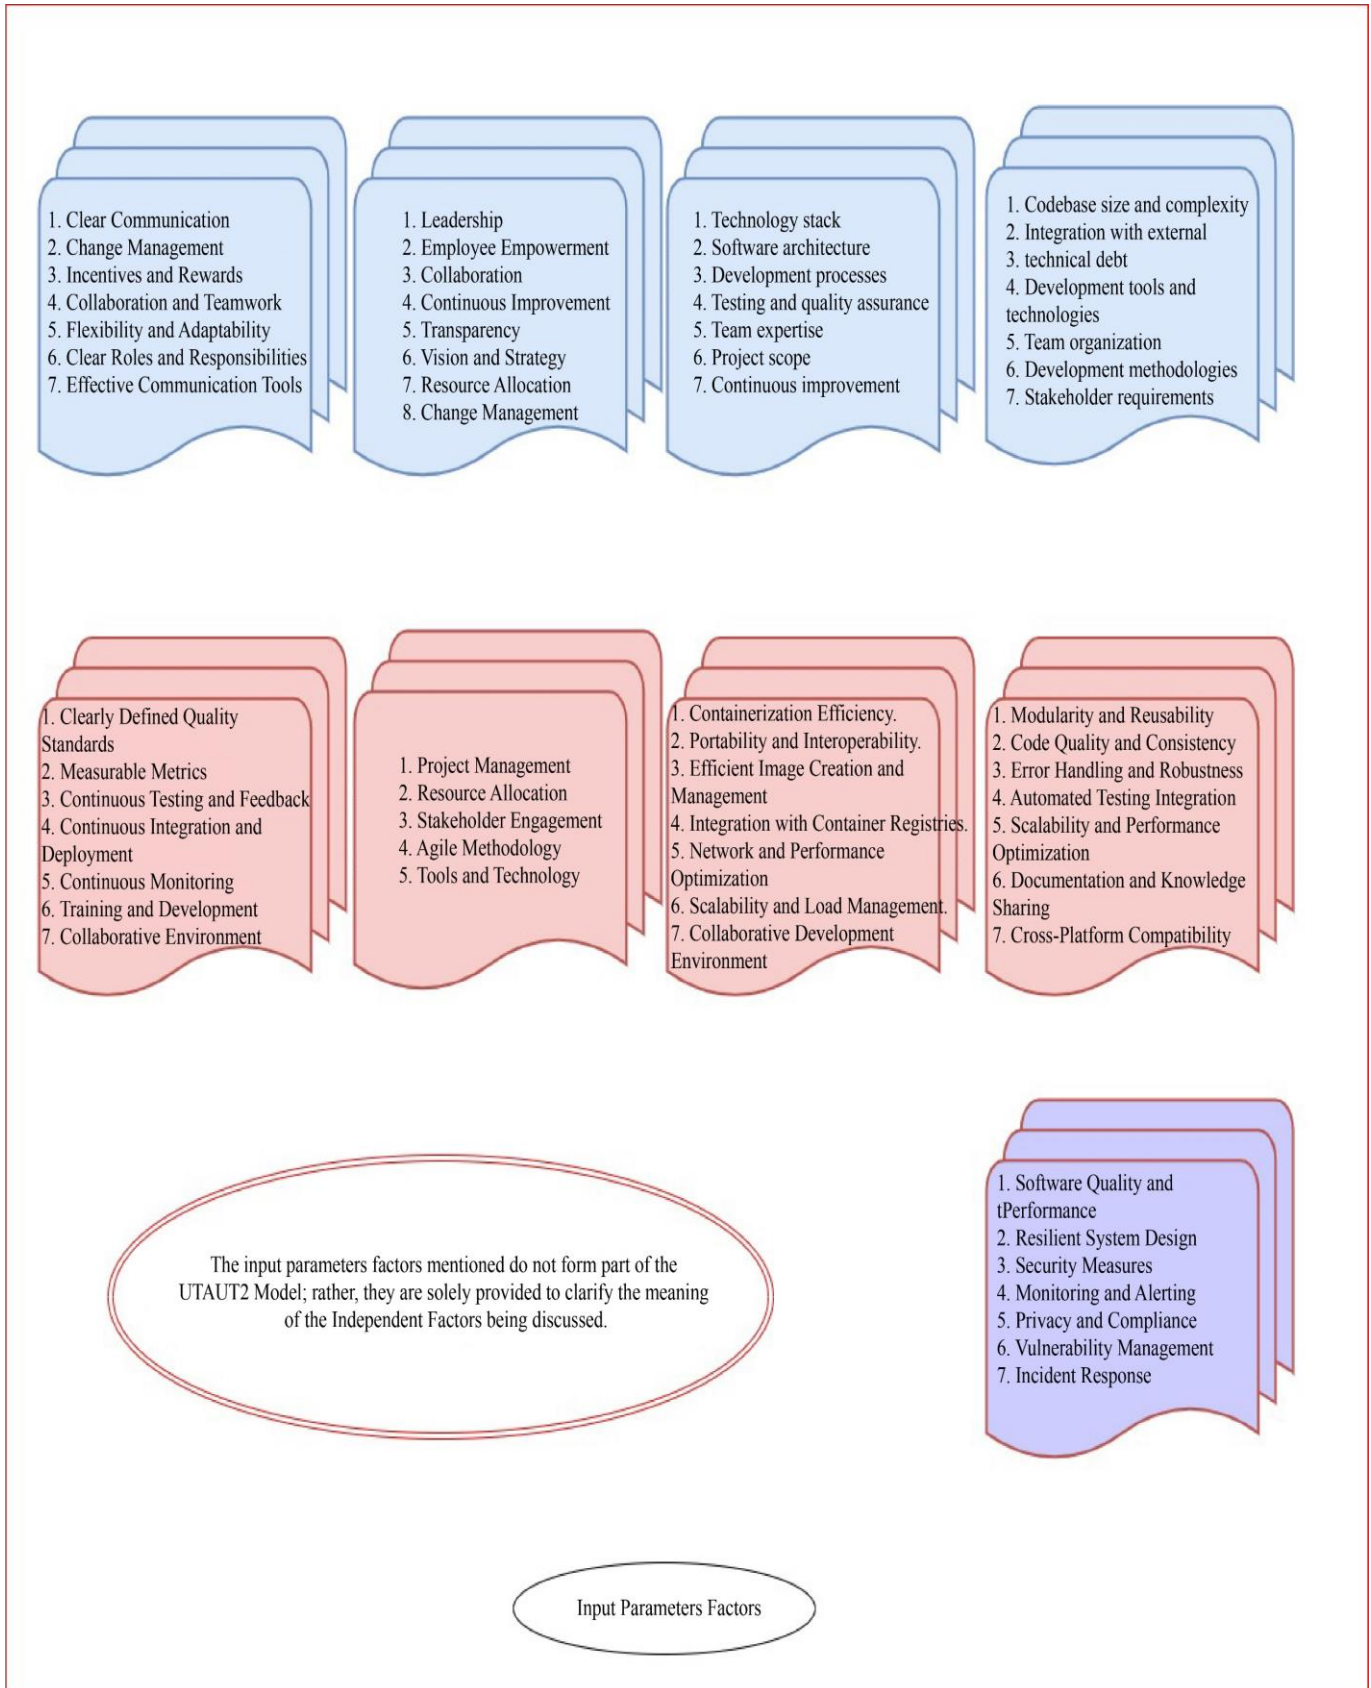 1. Clear Communication
2. Change Management
3. Incentives and Rewards
4. Collaboration and Teamwork
5. Flexibility and Adaptability
6. Clear Roles and Responsibilities
7. Effective Communication Tools
1. Leadership
2. Employee Empowerment
3. Collaboration
4. Continuous Improvement
5. Transparency
6. Vision and Strategy
7. Resource Allocation
8. Change Management
1. Technology stack
2. Software architecture
3. Development processes
4. Testing and quality assurance
5. Team expertise
6. Project scope
7. Continuous improvement
1. Codebase size and complexity
2. Integration with external
3. technical debt
4. Development tools and
technologies
5. Team organization
6. Development methodologies
7. Stakeholder requirements
1. Clearly Defined Quality
Standards
2. Measurable Metrics
3. Continuous Testing and Feedback
4. Continuous Integration and
Deployment
5. Continuous Monitoring
6. Training and Development
7. Collaborative Environment
1. Project Management
2. Resource Allocation
3. Stakeholder Engagement
4. Agile Methodology
5. Tools and Technology
1. Containerization Efficiency.
2. Portability and Interoperability.
3. Efficient Image Creation and
Management
4. Integration with Container Registries.
5. Network and Performance
Optimization
6. Scalability and Load Management.
7. Collaborative Development
Environment
1. Modularity and Reusability
2. Code Quality and Consistency
3. Error Handling and Robustness
4. Automated Testing Integration
5. Scalability and Performance
Optimization
6. Documentation and Knowledge
Sharing
7. Cross-Platform Compatibility
The input parameters factors mentioned do not form part of the
UTAUT2 Model; rather, they are solely provided to clarify the meaning
of the Independent Factors being discussed.
1. Software Quality and
tPerformance
2. Resilient System Design
3. Security Measures
4. Monitoring and Alerting
5. Privacy and Compliance
6. Vulnerability Management
7. Incident Response
Input Parameters Factors